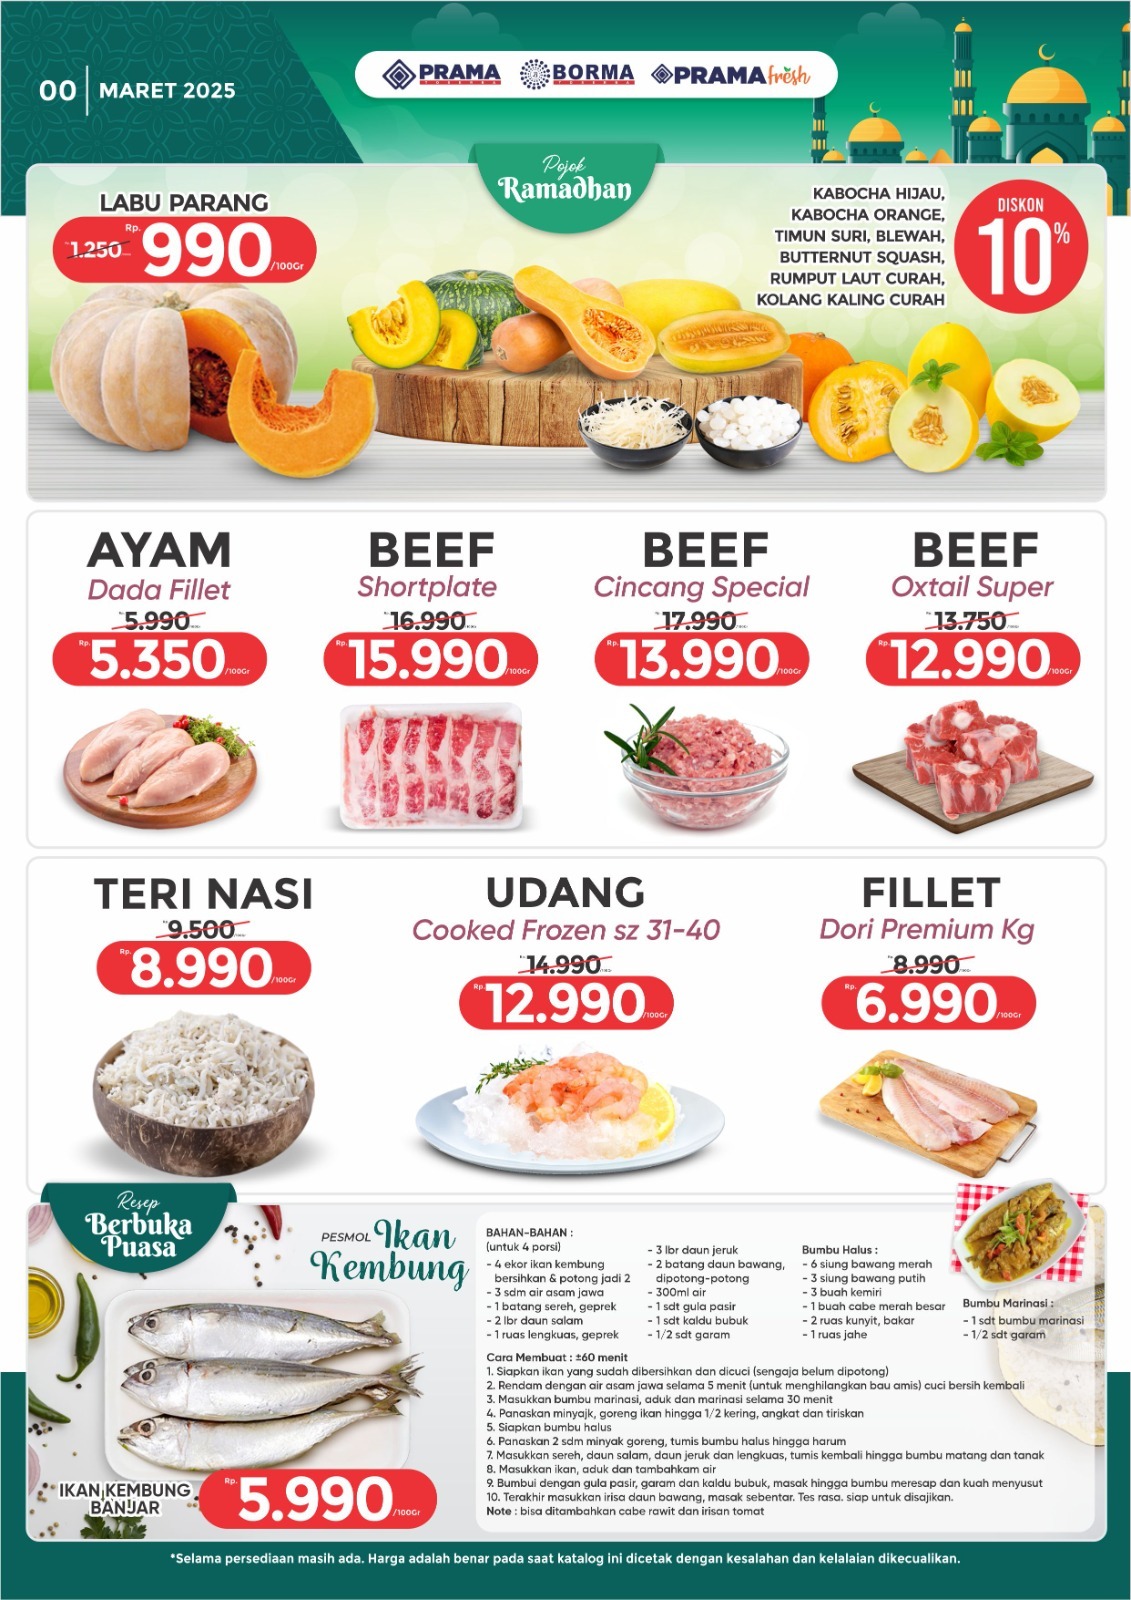 00 | MARET 2025
PRAMA
BORMA
PRAMA fresh
Pojok
Ramadhan
LABU PARANG
1.250
Rp. 990 /100Gr
KABOCHA HIJAU,
KABOCHA ORANGE,
TIMUN SURI, BLEWAH,
BUTTERNUT SQUASH,
RUMPUT LAUT CURAH,
KOLANG KALING CURAH
DISKON
10%
AYAM
Dada Fillet
5.990
Rp. 5.350 /100Gr
BEEF
Shortplate
16.990
Rp. 15.990 /100Gr
BEEF
Cincang Special
17.990
Rp. 13.990 /100Gr
BEEF
Oxtail Super
13.750
Rp. 12.990 /100Gr
TERI NASI
9.500
Rp. 8.990 /100Gr
UDANG
Cooked Frozen sz 31-40
14.990
Rp. 12.990 /100Gr
FILLET
Dori Premium Kg
8.990
Rp. 6.990 /100Gr
Resep
Berbuka
Puasa
PESMOL Ikan
Kembung
IKAN KEMBUNG
BANJAR
Rp. 5.990 /100Gr
BAHAN-BAHAN :
(untuk 4 porsi)
- 4 ekor ikan kembung
bersihkan & potong jadi 2
- 3 sdm air asam jawa
- 1 batang sereh, geprek
- 2 lbr daun salam
- 1 ruas lengkuas, geprek
- 3 lbr daun jeruk
- 2 batang daun bawang,
dipotong-potong
- 300ml air
- 1 sdt gula pasir
- 1 sdt kaldu bubuk
- 1/2 sdt garam
Bumbu Halus :
- 6 siung bawang merah
- 3 siung bawang putih
- 3 buah kemiri
- 1 buah cabe merah besar
- 2 ruas kunyit, bakar
- 1 ruas jahe
Bumbu Marinasi :
- 1 sdt bumbu marinasi
- 1/2 sdt garam
Cara Membuat : ±60 menit
1. Siapkan ikan yang sudah dibersihkan dan dicuci (sengaja belum dipotong)
2. Rendam dengan air asam jawa selama 5 menit (untuk menghilangkan bau amis) cuci bersih kembali
3. Masukkan bumbu marinasi, aduk dan marinasi selama 30 menit
4. Panaskan minyajk, goreng ikan hingga 1/2 kering, angkat dan tiriskan
5. Siapkan bumbu halus
6. Panaskan 2 sdm minyak goreng, tumis bumbu halus hingga harum
7. Masukkan sereh, daun salam, daun jeruk dan lengkuas, tumis kembali hingga bumbu matang dan tanak
8. Masukkan ikan, aduk dan tambahkam air
9. Bumbui dengan gula pasir, garam dan kaldu bubuk, masak hingga bumbu meresap dan kuah menyusut
10. Terakhir masukkan irisa daun bawang, masak sebentar. Tes rasa. siap untuk disajikan.
Note : bisa ditambahkan cabe rawit dan irisan tomat
*Selama persediaan masih ada. Harga adalah benar pada saat katalog ini dicetak dengan kesalahan dan kelalaian dikecualikan.